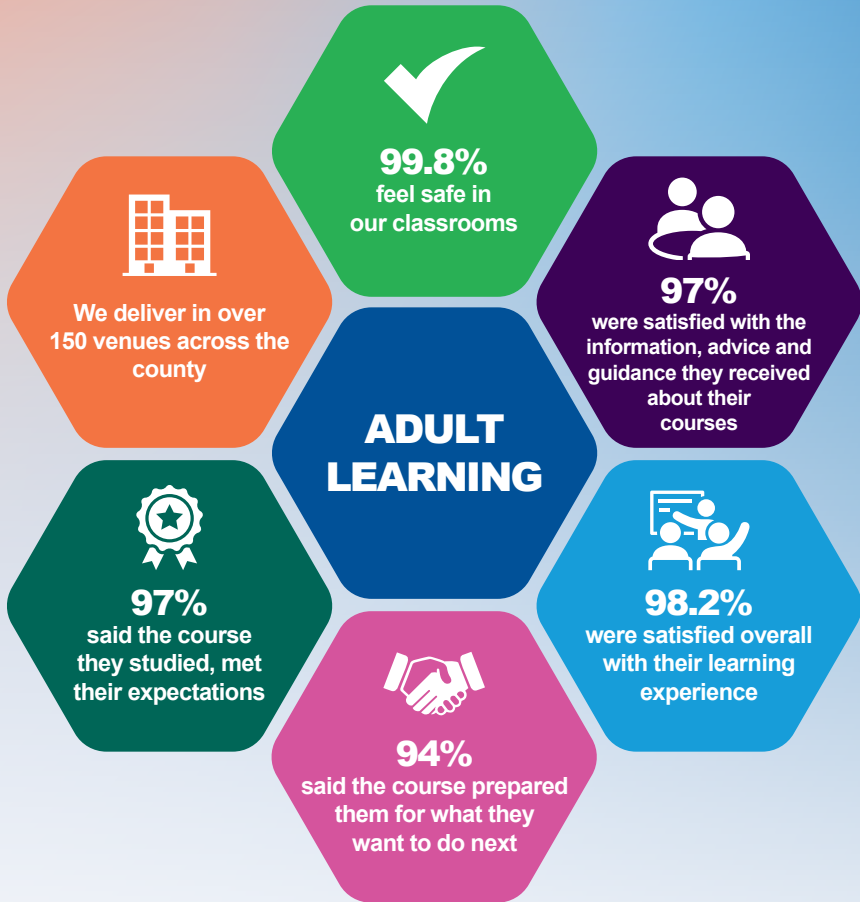 99.8%
feel safe in
our classrooms
We deliver in over
150 venues across the
county
97%
were satisfied with the
information, advice and
guidance they received
about their
courses
ADULT
LEARNING
97%
said the course
they studied, met
their expectations
98.2%
were satisfied overall
with their learning
experience
94%
said the course prepared
them for what they
want to do next